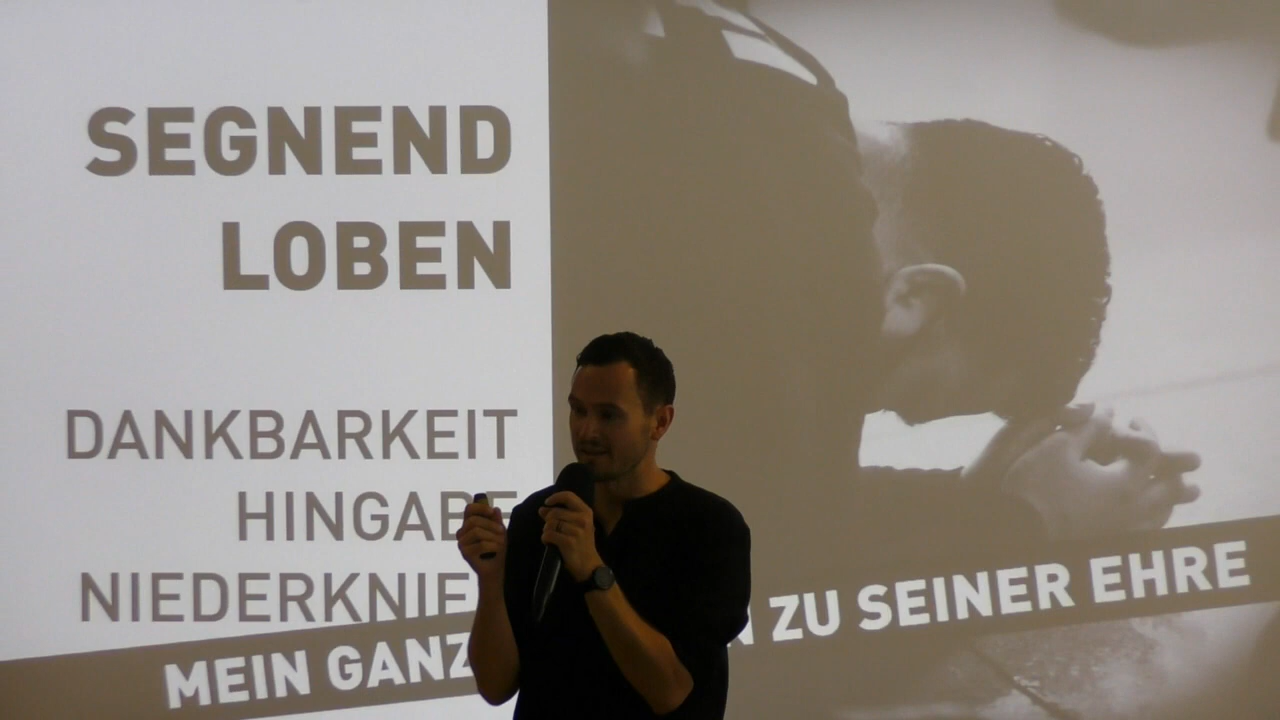 SEGNEND
LOBEN
DANKBARKEIT
HINGABE
MEIN ZU SEINER EHRE